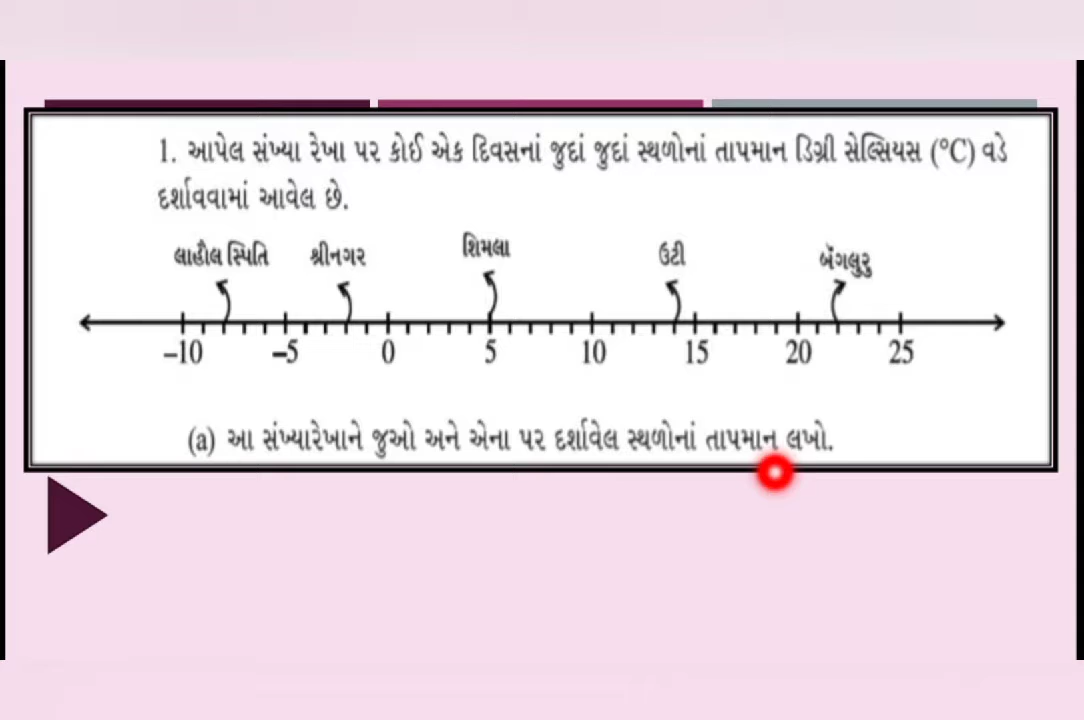 1. આપેલ સંખ્યા રેખા પર કોઈ એક દિવસનાં જુદાં જુદાં સ્થળોનાં તાપમાન ડિગ્રી સેલ્સિયસ (°C) વડે
દર્શાવવામાં આવેલ છે.
લાહૌલ સ્પિતિ શ્રીનગર શિમલા ઉટી બૅંગલુરુ
–10 –5 0 5 10 15 20 25
(a) આ સંખ્યારેખાને જુઓ અને એના પર દર્શાવેલ સ્થળોનાં તાપમાન લખો.